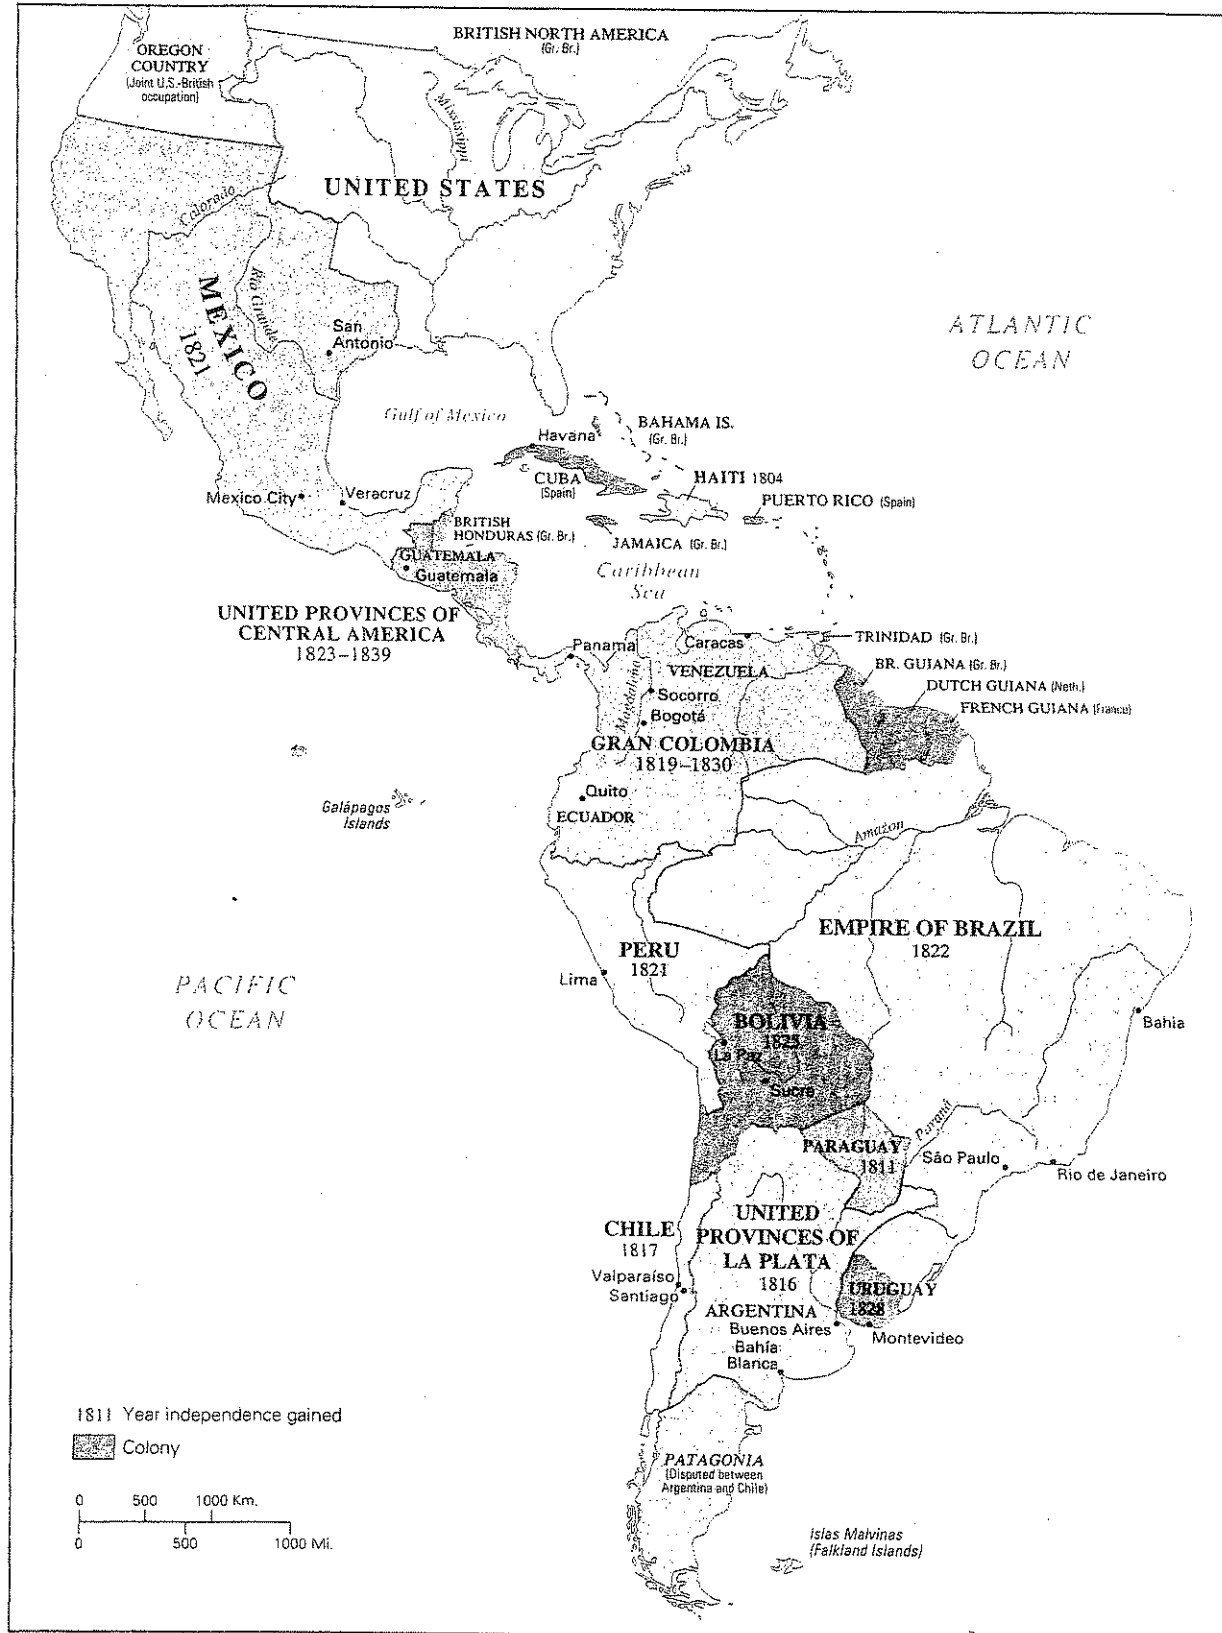 BRITISH NORTH AMERICA
(Gr. Br.)
OREGON
COUNTRY
(Joint U.S.-British
occupation)
Mississippi
UNITED STATES
Colorado
Rio Grande
MEXICO
1821
San
Antonio
ATLANTIC
OCEAN
Gulf of Mexico
Havana
BAHAMA IS.
(Gr. Br.)
CUBA
(Spain)
HAITI 1804
PUERTO RICO (Spain)
Mexico City
Veracruz
BRITISH
HONDURAS (Gr. Br.)
JAMAICA (Gr. Br.)
GUATEMALA
Guatemala
Caribbean
Sea
UNITED PROVINCES OF
CENTRAL AMERICA
1823–1839
Panama
Caracas
TRINIDAD (Gr. Br.)
VENEZUELA
BR. GUIANA (Gr. Br.)
Magdalena
Socorro
DUTCH GUIANA (Neth.)
Bogotá
FRENCH GUIANA (France)
GRAN COLOMBIA
1819–1830
Quito
ECUADOR
Galápagos
Islands
Amazon
EMPIRE OF BRAZIL
1822
PERU
1821
Lima
PACIFIC
OCEAN
BOLIVIA
1825
La Paz
Sucre
Bahia
Paraná
PARAGUAY
1811
São Paulo
Rio de Janeiro
CHILE
1817
UNITED
PROVINCES OF
LA PLATA
1816
Valparaíso
Santiago
URUGUAY
1828
ARGENTINA
Buenos Aires
Montevideo
Bahía
Blanca
1811 Year independence gained
Colony
PATAGONIA
(Disputed between
Argentina and Chile)
0 500 1000 Km.
0 500 1000 Mi.
Islas Malvinas
(Falkland Islands)